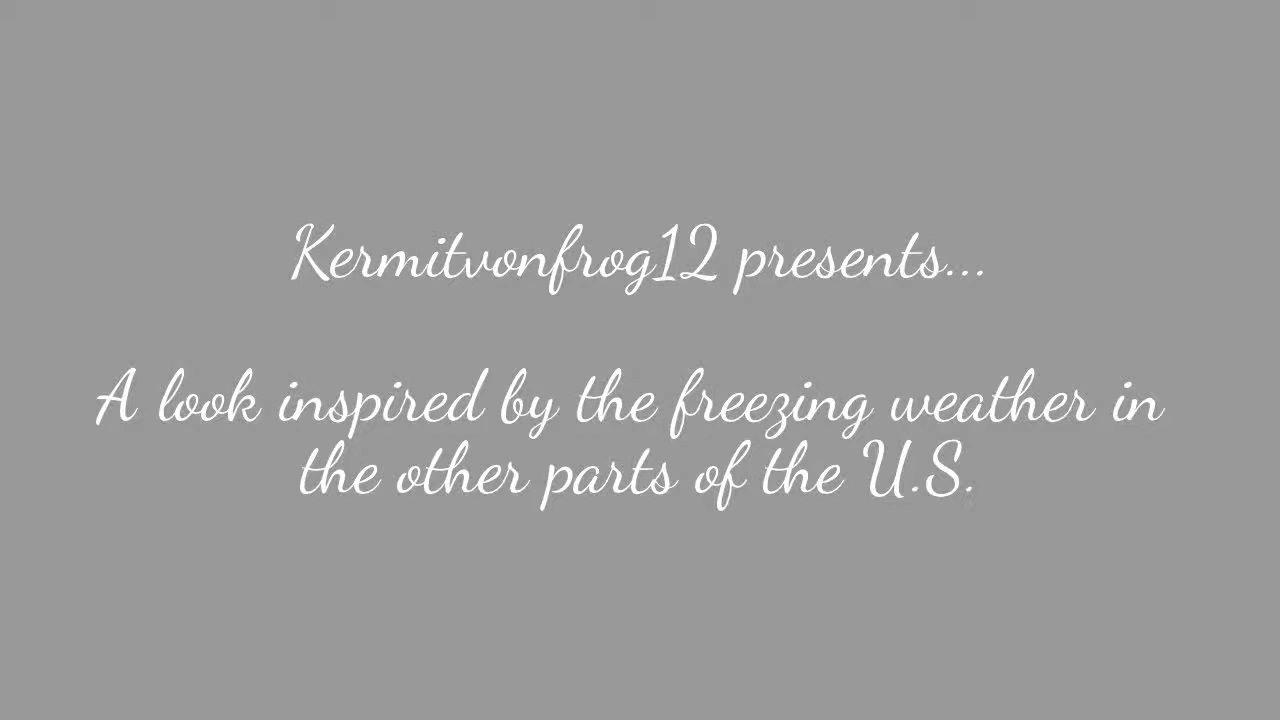 Kermitvonfrog12 presents...
A look inspired by the freezing weather in
the other parts of the U.S.